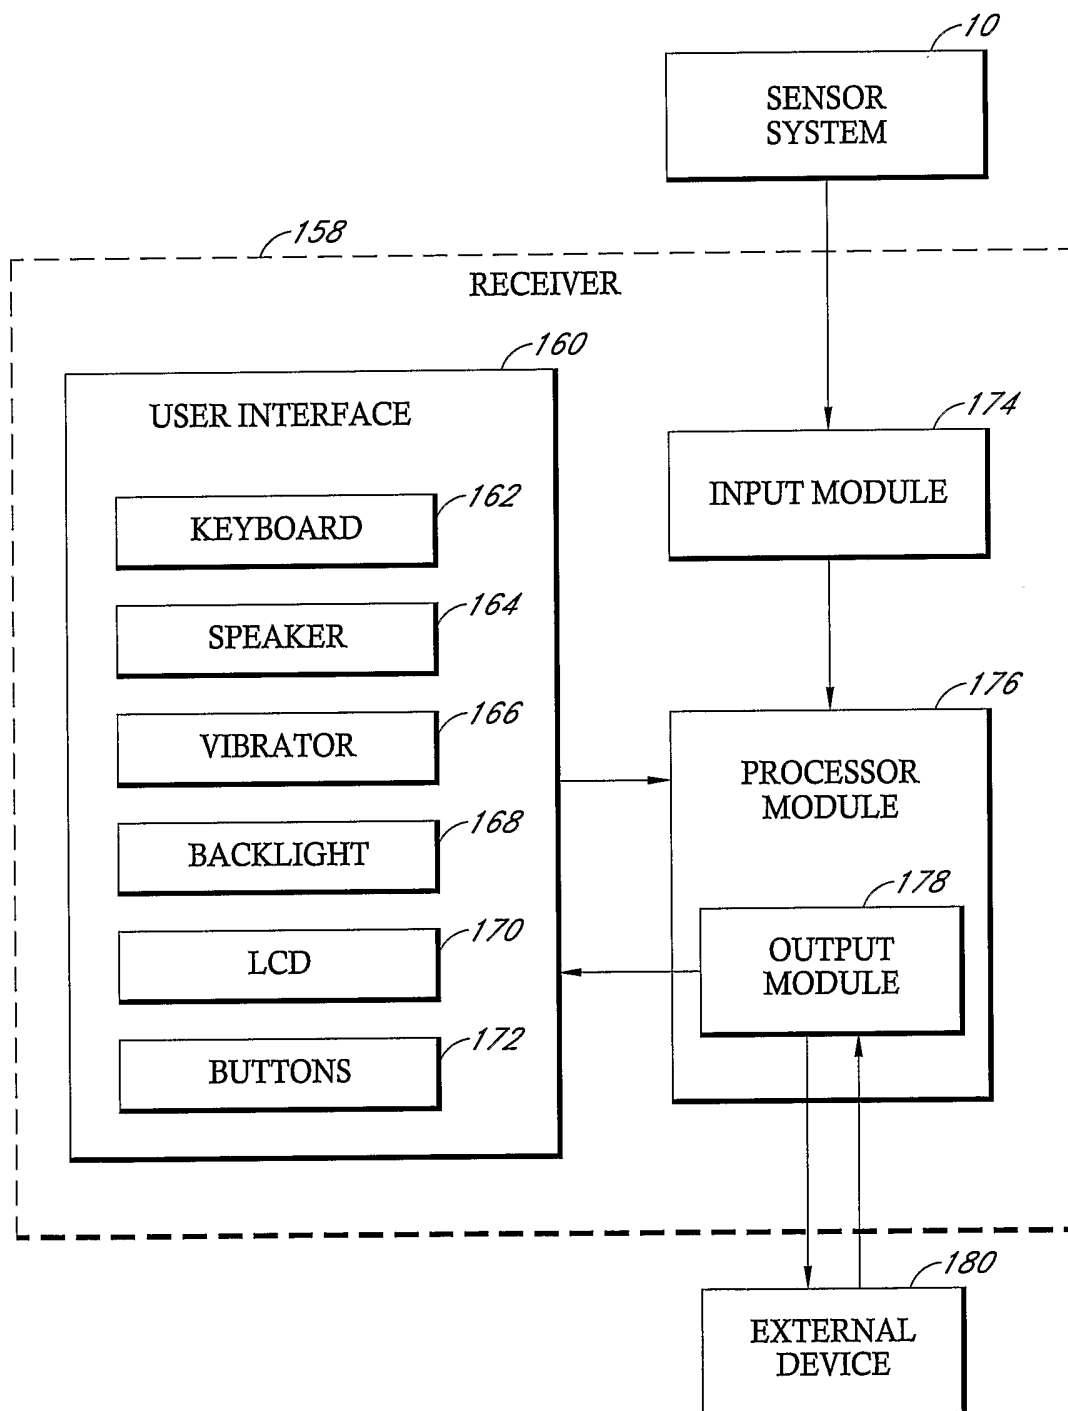 10
SENSOR
SYSTEM
158
RECEIVER
160
USER INTERFACE
174
INPUT MODULE
162
KEYBOARD
164
SPEAKER
166
VIBRATOR
176
PROCESSOR
MODULE
168
BACKLIGHT
178
OUTPUT
MODULE
170
LCD
172
BUTTONS
180
EXTERNAL
DEVICE